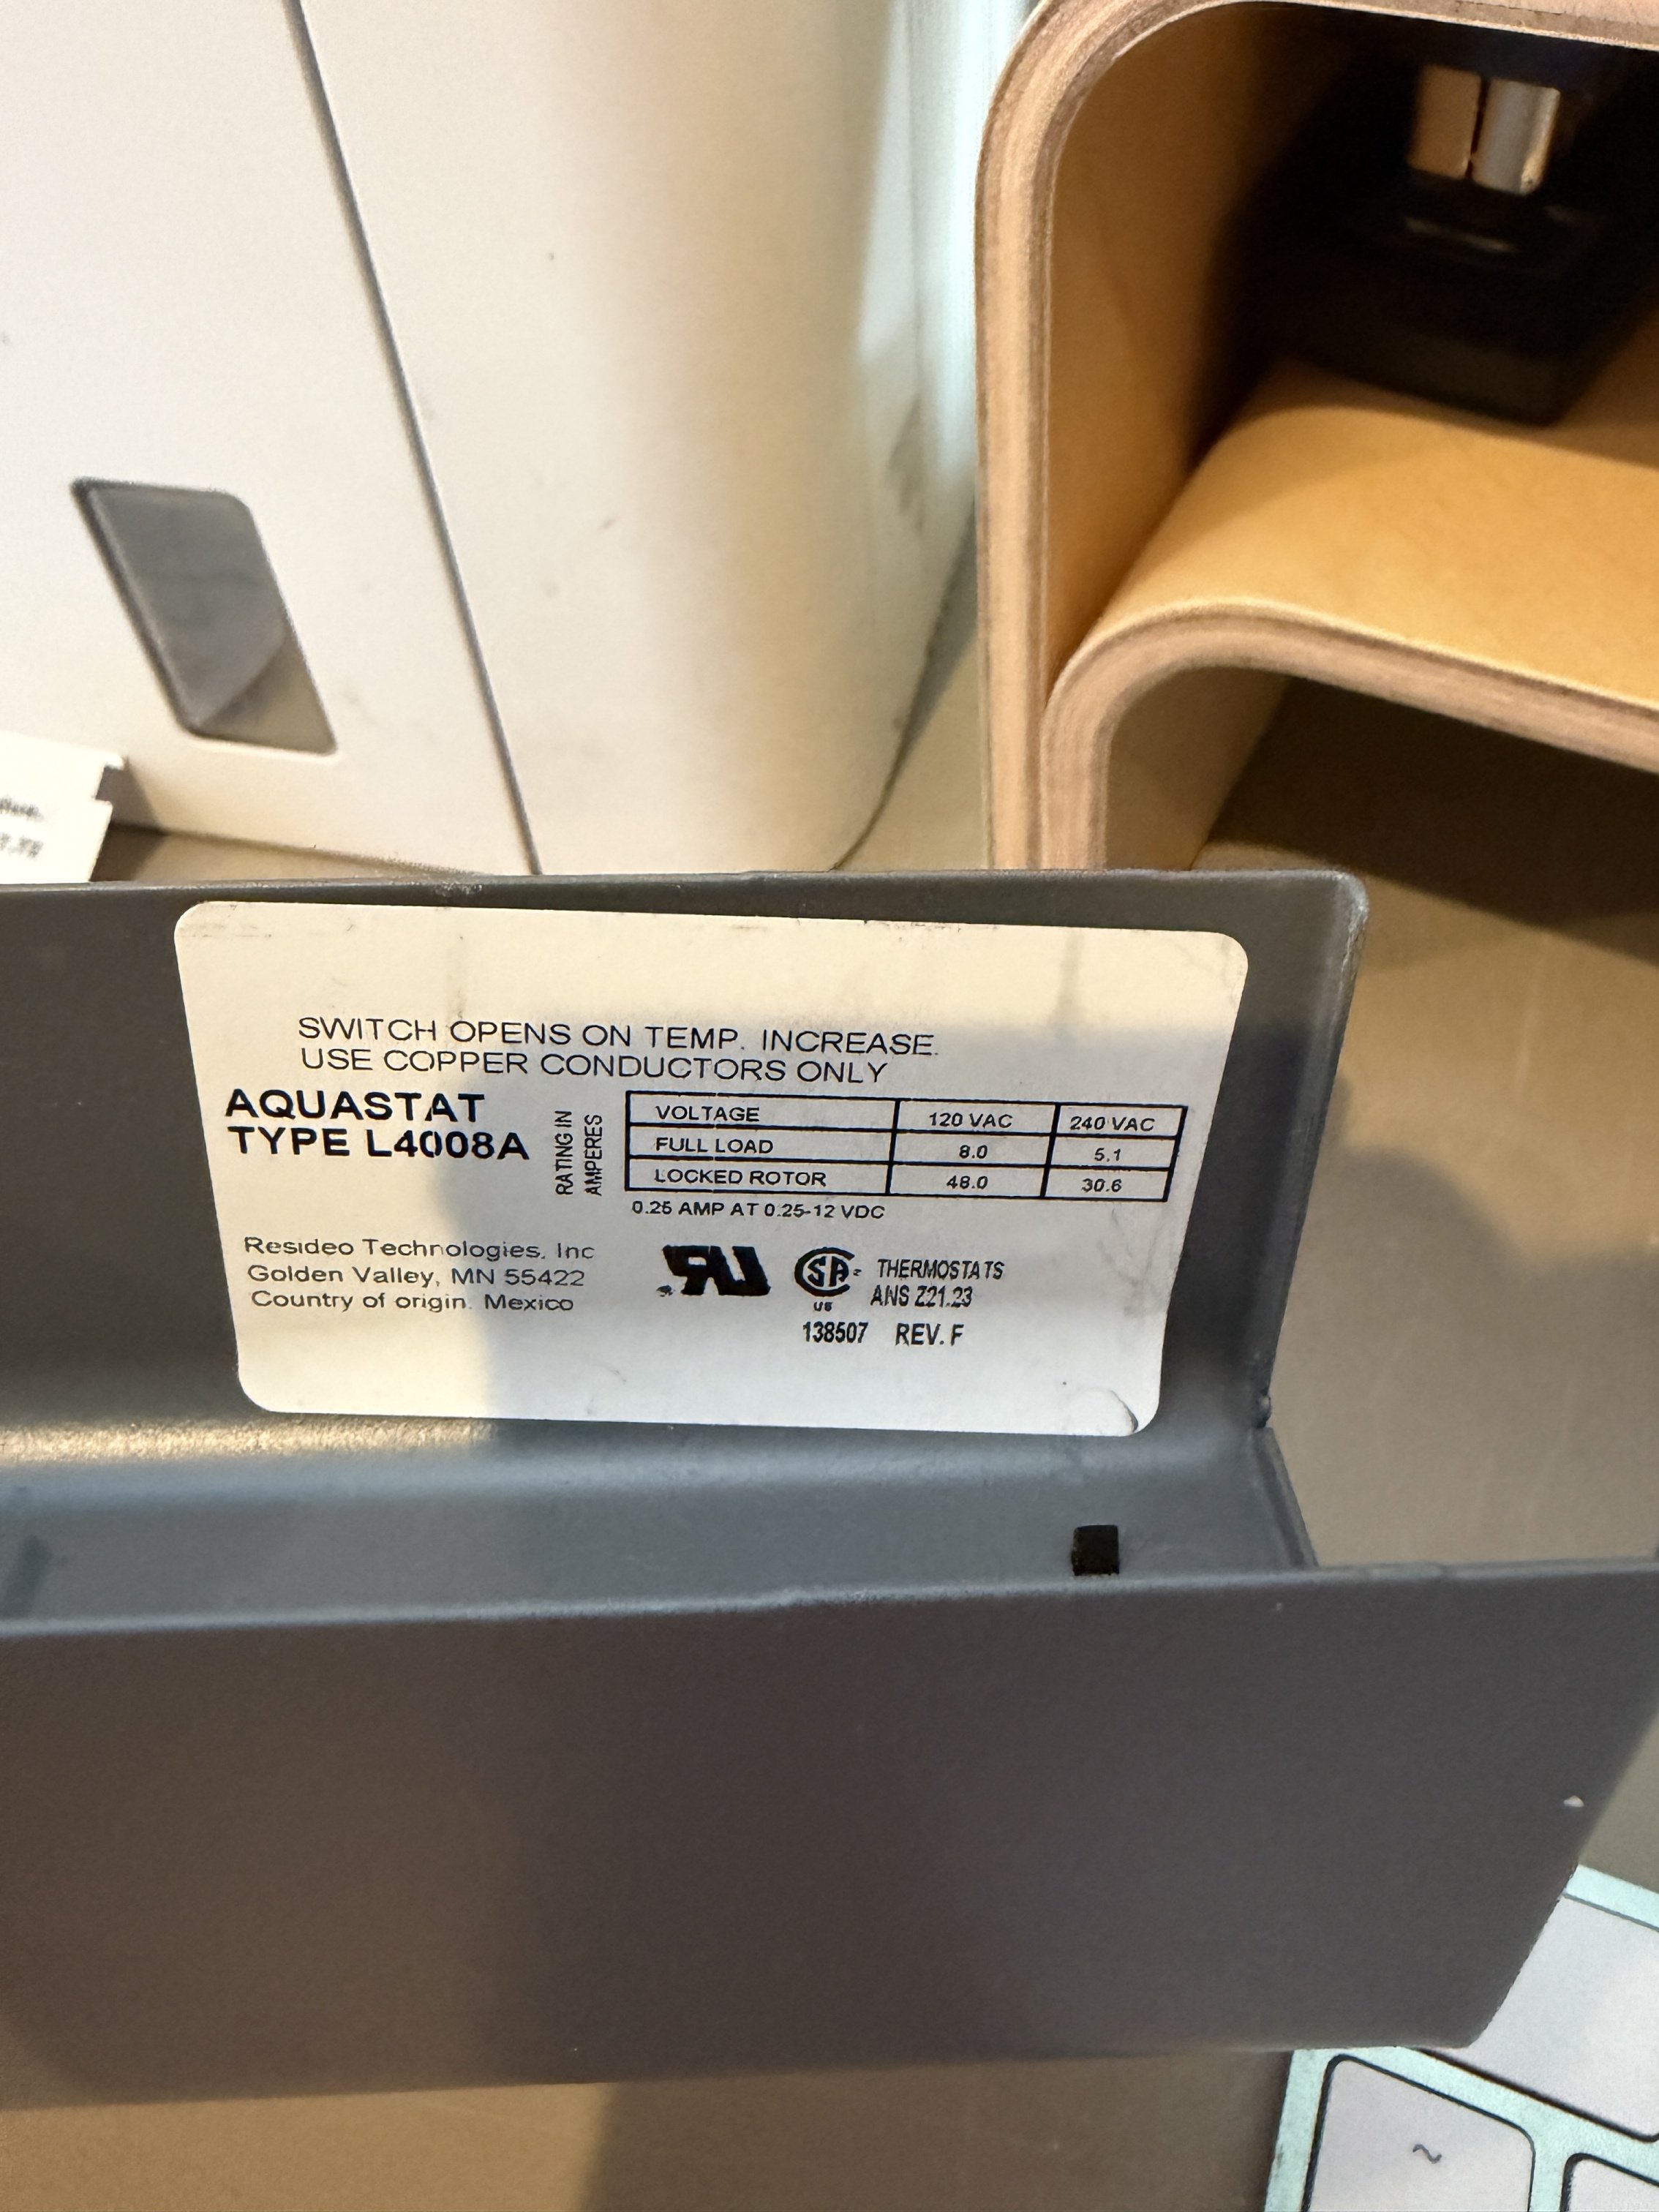 SWITCH OPENS ON TEMP. INCREASE.
USE COPPER CONDUCTORS ONLY
AQUASTAT
TYPE L4008A
RATING IN
AMPERES
VOLTAGE 120 VAC 240 VAC
FULL LOAD 8.0 5.1
LOCKED ROTOR 48.0 30.6
0.25 AMP AT 0.25-12 VDC
Resideo Technologies, Inc
Golden Valley, MN 55422
Country of origin. Mexico
RU
SA
US
THERMOSTATS
ANS Z21.23
138507 REV. F
~